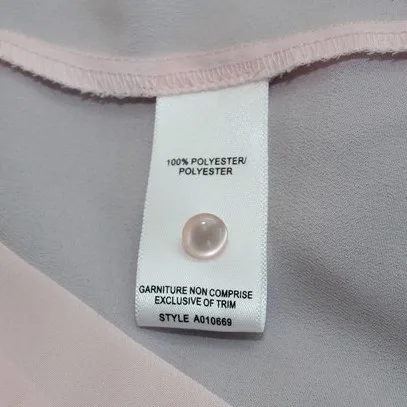 100% POLYESTER/
POLYESTER
GARNITURE NON COMPRISE
EXCLUSIVE OF TRIM
STYLE A010669